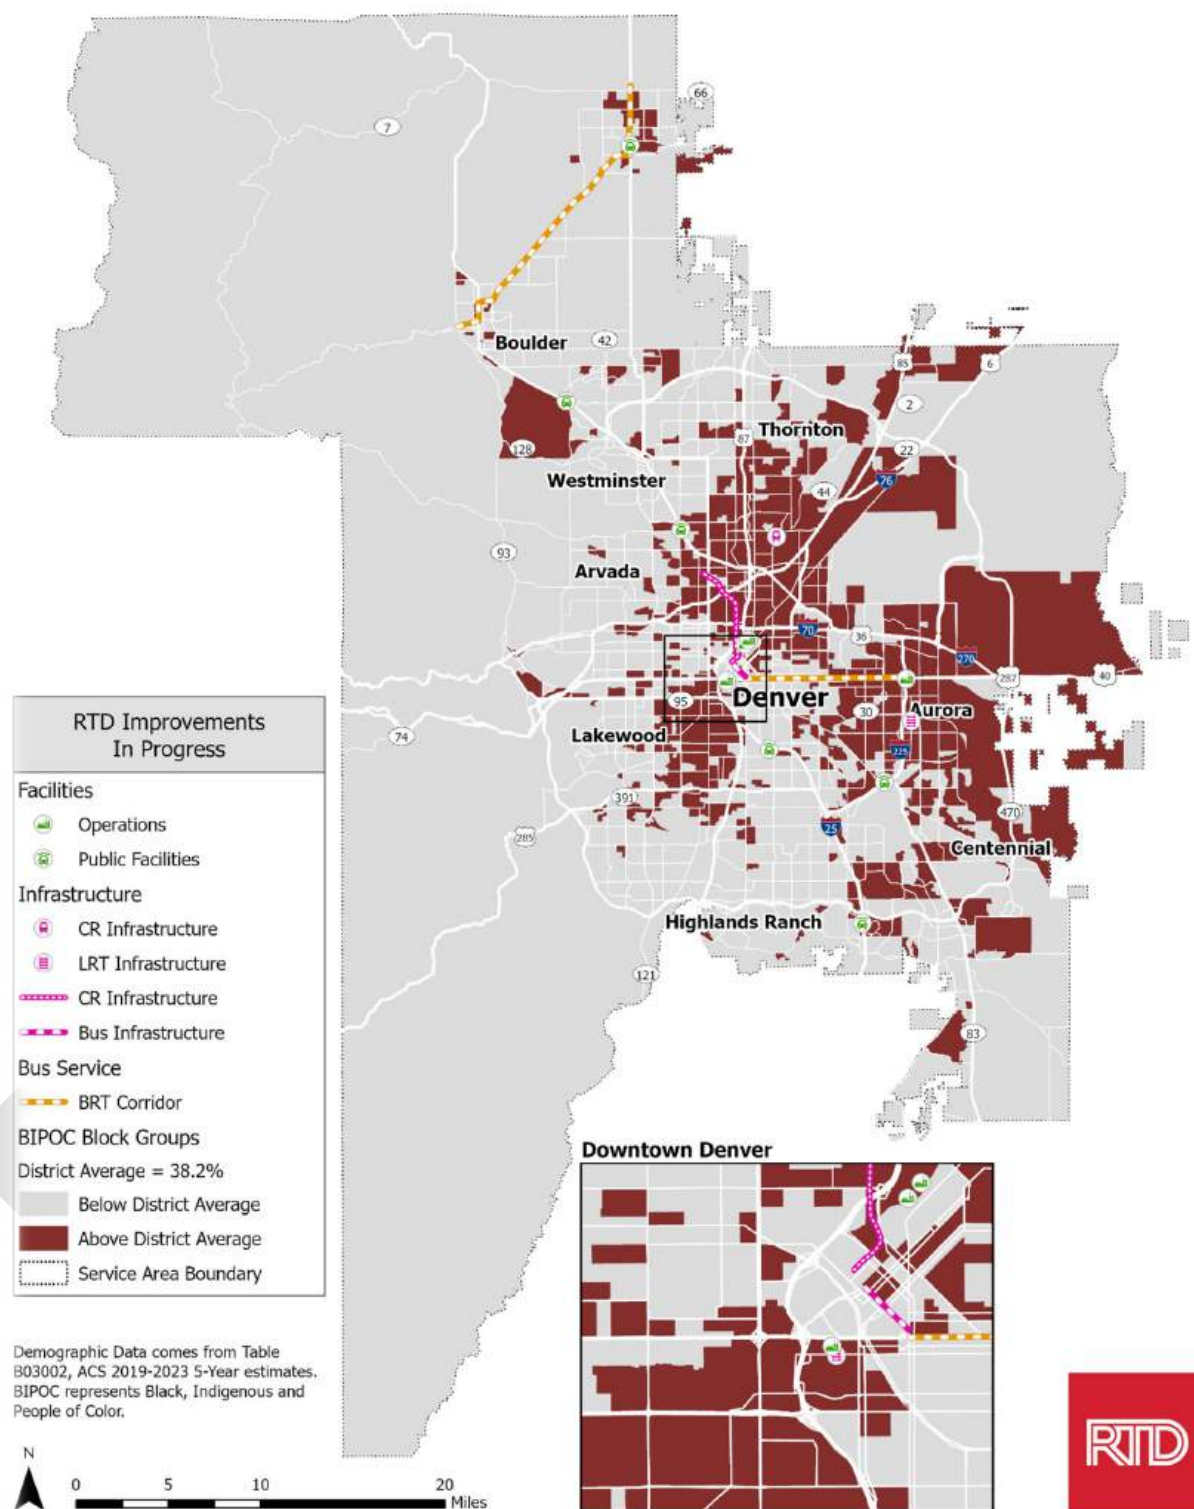 66
7
Boulder
42
85
6
2
Thornton
87
22
128
Westminster
76
44
93
Arvada
70
36
270
287
40
Denver
95
30
Aurora
Lakewood
74
225
391
285
25
470
Centennial
Highlands Ranch
121
83
RTD Improvements
In Progress
Facilities
Operations
Public Facilities
Infrastructure
CR Infrastructure
LRT Infrastructure
CR Infrastructure
Bus Infrastructure
Bus Service
BRT Corridor
BIPOC Block Groups
District Average = 38.2%
Below District Average
Above District Average
Service Area Boundary
Downtown Denver
Demographic Data comes from Table
B03002, ACS 2019-2023 5-Year estimates.
BIPOC represents Black, Indigenous and
People of Color.
N
0 5 10 20
Miles
RTD